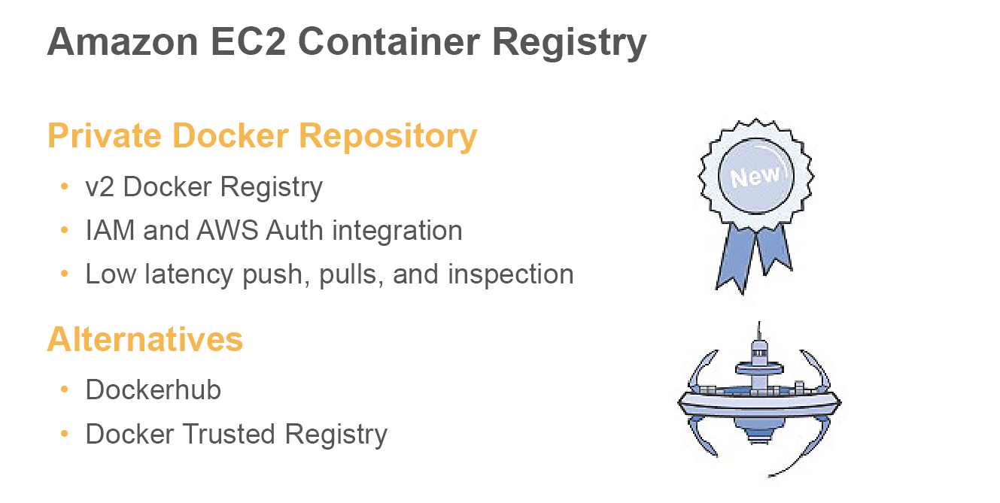 Amazon EC2 Container Registry
Private Docker Repository
• v2 Docker Registry
• IAM and AWS Auth integration
• Low latency push, pulls, and inspection
New
Alternatives
• Dockerhub
• Docker Trusted Registry